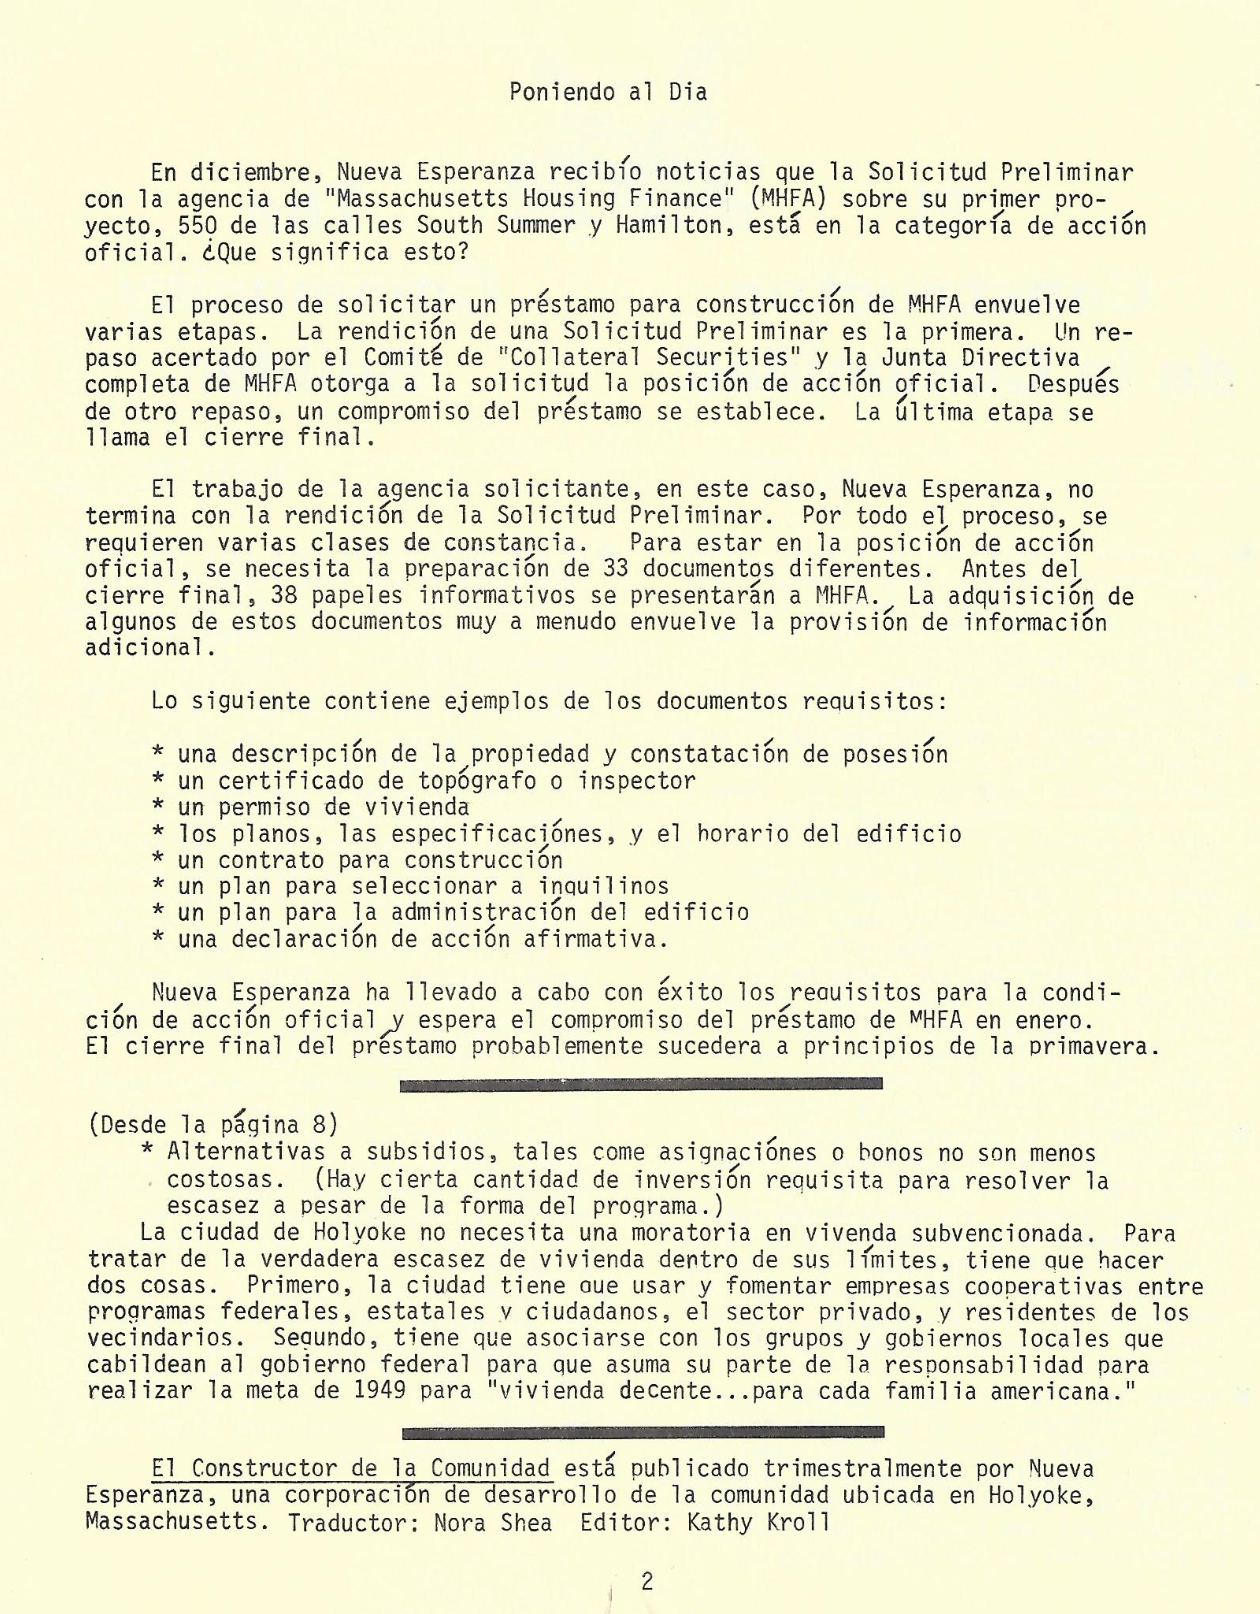 Poniendo al Dia
En diciembre, Nueva Esperanza recibío noticias que la Solicitud Preliminar
con la agencia de "Massachusetts Housing Finance" (MHFA) sobre su primer pro-
yecto, 550 de las calles South Summer y Hamilton, está en la categoría de acción
oficial. ¿Que significa esto?
El proceso de solicitar un préstamo para construcción de MHFA envuelve
varias etapas. La rendición de una Solicitud Preliminar es la primera. Un re-
paso acertado por el Comité de "Collateral Securities" y la Junta Directiva
completa de MHFA otorga a la solicitud la posición de acción oficial. Después
de otro repaso, un compromiso del préstamo se establece. La última etapa se
llama el cierre final.
El trabajo de la agencia solicitante, en este caso, Nueva Esperanza, no
termina con la rendición de la Solicitud Preliminar. Por todo el proceso, se
requieren varias clases de constancia. Para estar en la posición de acción
oficial, se necesita la preparación de 33 documentos diferentes. Antes del
cierre final, 38 papeles informativos se presentarán a MHFA. La adquisición de
algunos de estos documentos muy a menudo envuelve la provisión de información
adicional.
Lo siguiente contiene ejemplos de los documentos requisitos:
* una descripción de la propiedad y constatación de posesión
* un certificado de topógrafo o inspector
* un permiso de vivienda
* los planos, las especificaciónes, y el horario del edificio
* un contrato para construcción
* un plan para seleccionar a inquilinos
* un plan para la administración del edificio
* una declaración de acción afirmativa.
Nueva Esperanza ha llevado a cabo con éxito los requisitos para la condi-
ción de acción oficial y espera el compromiso del préstamo de MHFA en enero.
El cierre final del préstamo probablemente sucedera a principios de la primavera.
(Desde la página 8)
* Alternativas a subsidios, tales come asignaciónes o bonos no son menos
costosas. (Hay cierta cantidad de inversión requisita para resolver la
escasez a pesar de la forma del programa.)
La ciudad de Holyoke no necesita una moratoria en vivenda subvencionada. Para
tratar de la verdadera escasez de vivienda dentro de sus límites, tiene que hacer
dos cosas. Primero, la ciudad tiene que usar y fomentar empresas cooperativas entre
programas federales, estatales y ciudadanos, el sector privado, y residentes de los
vecindarios. Segundo, tiene que asociarse con los grupos y gobiernos locales que
cabildean al gobierno federal para que asuma su parte de la responsabilidad para
realizar la meta de 1949 para "vivienda decente...para cada familia americana."
El Constructor de la Comunidad está publicado trimestralmente por Nueva
Esperanza, una corporación de desarrollo de la comunidad ubicada en Holyoke,
Massachusetts. Traductor: Nora Shea Editor: Kathy Kroll
2